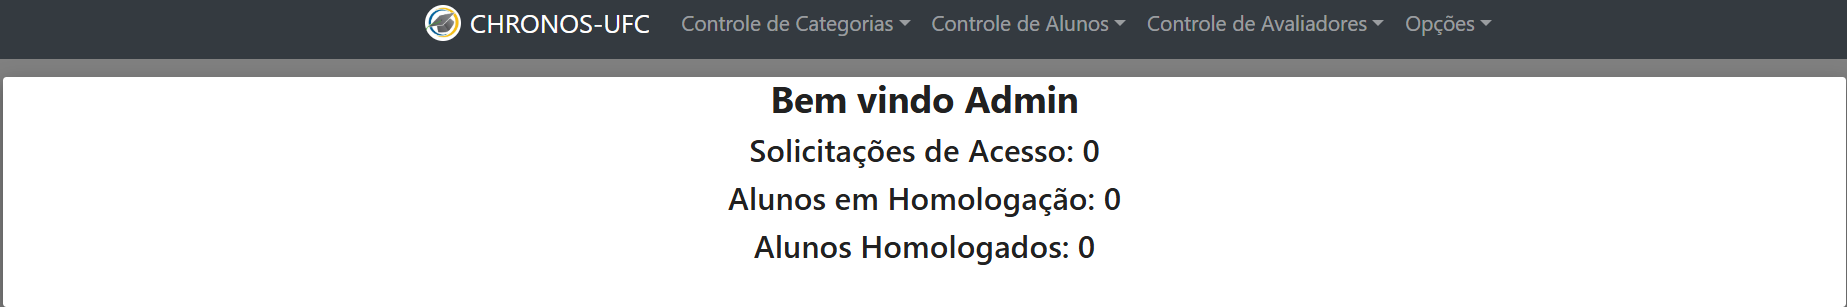 CHRONOS-UFC Controle de Categorias Controle de Alunos Controle de Avaliadores Opções
Bem vindo Admin
Solicitações de Acesso: 0
Alunos em Homologação: 0
Alunos Homologados: 0